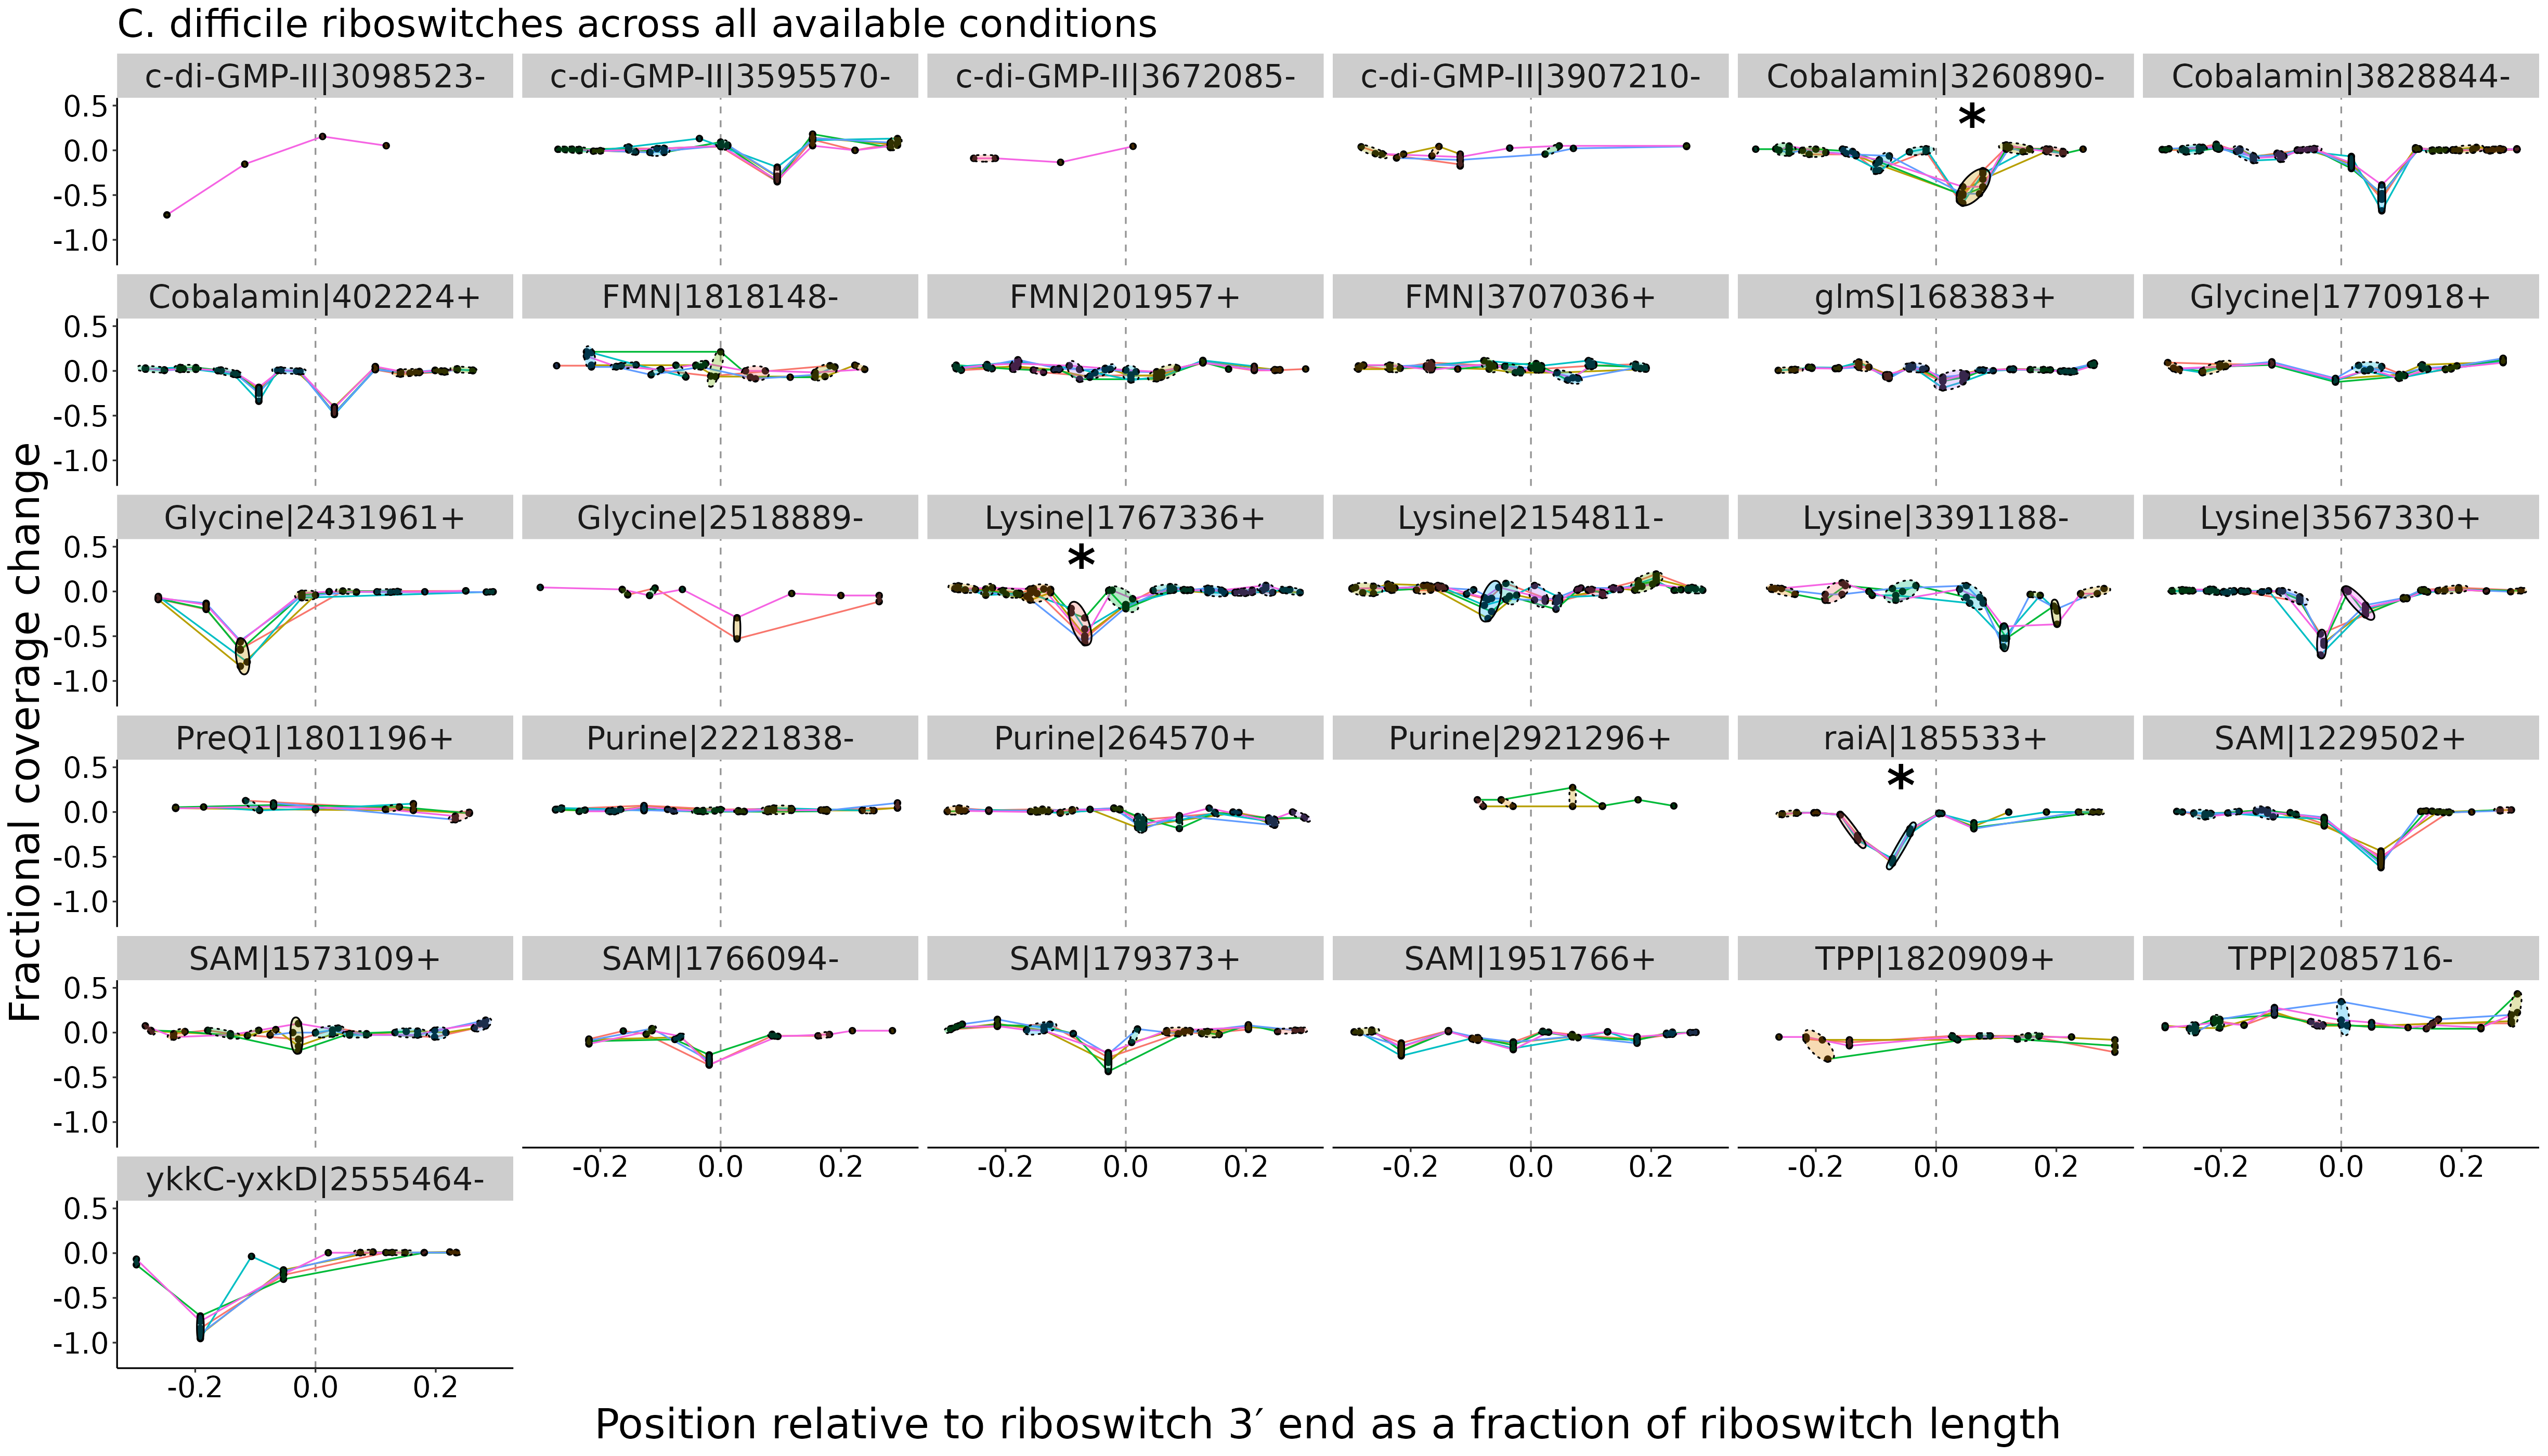 C. difficile riboswitches across all available conditions
c-di-GMP-II|3098523-
c-di-GMP-II|3595570-
c-di-GMP-II|3672085-
c-di-GMP-II|3907210-
Cobalamin|3260890-
Cobalamin|3828844-
0.5
0.0
-0.5
-1.0
*
Cobalamin|402224+
FMN|1818148-
FMN|201957+
FMN|3707036+
glmS|168383+
Glycine|1770918+
0.5
0.0
-0.5
-1.0
Glycine|2431961+
Glycine|2518889-
Lysine|1767336+
Lysine|2154811-
Lysine|3391188-
Lysine|3567330+
0.5
0.0
-0.5
-1.0
*
PreQ1|1801196+
Purine|2221838-
Purine|264570+
Purine|2921296+
raiA|185533+
SAM|1229502+
0.5
0.0
-0.5
-1.0
*
SAM|1573109+
SAM|1766094-
SAM|179373+
SAM|1951766+
TPP|1820909+
TPP|2085716-
0.5
0.0
-0.5
-1.0
-0.2 0.0 0.2
-0.2 0.0 0.2
-0.2 0.0 0.2
-0.2 0.0 0.2
-0.2 0.0 0.2
ykkC-yxkD|2555464-
0.5
0.0
-0.5
-1.0
-0.2 0.0 0.2
Fractional coverage change
Position relative to riboswitch 3′ end as a fraction of riboswitch length